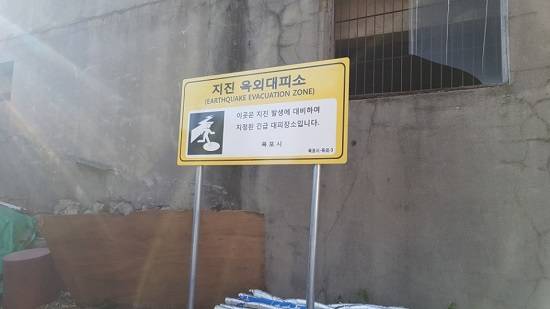 지진 옥외대피소
(EARTHQUAKE EVACUATION ZONE)
이곳은 지진 발생에 대비하여
지정된 긴급 대피장소입니다.
목 포 시